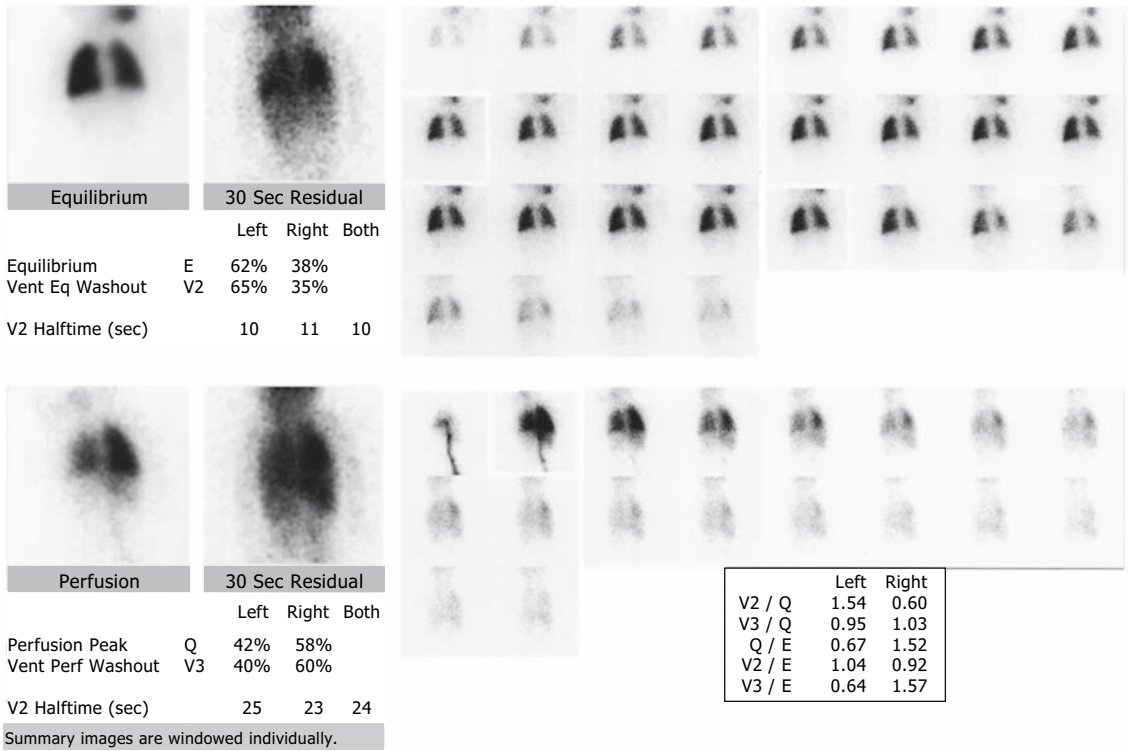 Equilibrium 30 Sec Residual
Left Right Both
Equilibrium E 62% 38%
Vent Eq Washout V2 65% 35%
V2 Halftime (sec) 10 11 10
Perfusion 30 Sec Residual
Left Right Both
Perfusion Peak Q 42% 58%
Vent Perf Washout V3 40% 60%
V2 Halftime (sec) 25 23 24
Summary images are windowed individually.
Left Right
V2 / Q 1.54 0.60
V3 / Q 0.95 1.03
Q / E 0.67 1.52
V2 / E 1.04 0.92
V3 / E 0.64 1.57